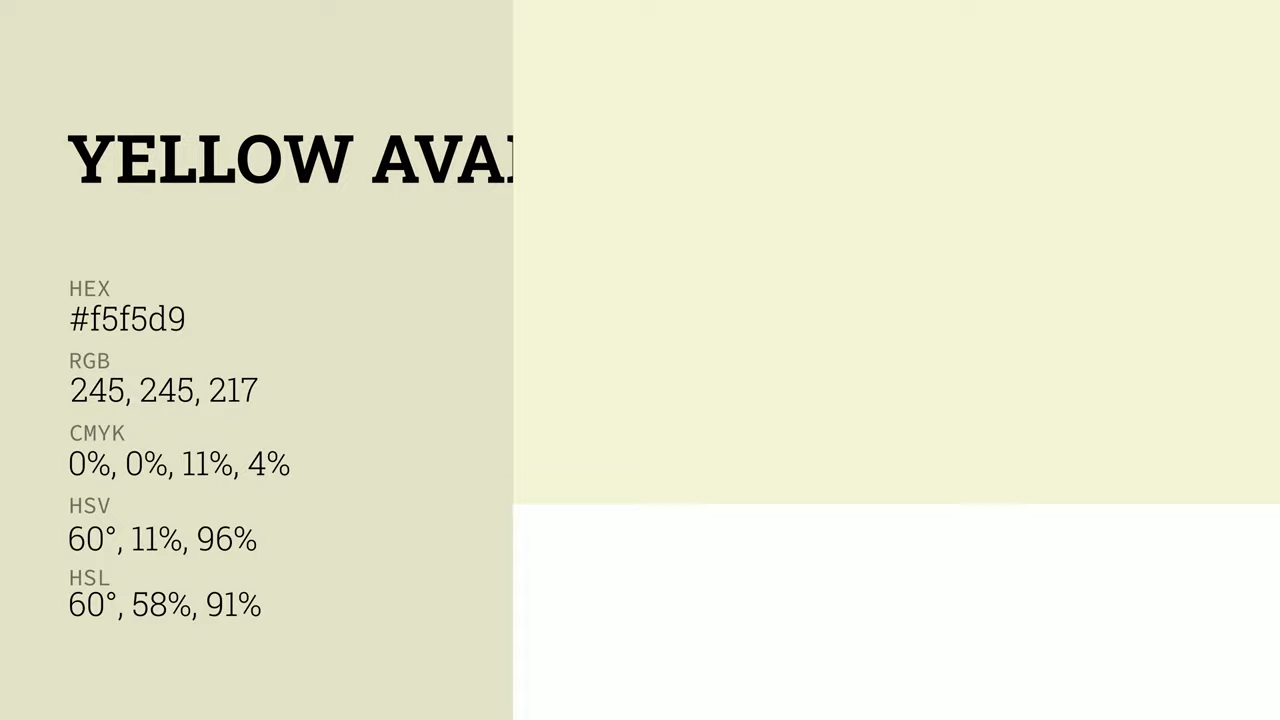 YELLOW
HEX
#f5f5d9
RGB
245, 245, 217
CMYK
0%, 0%, 11%, 4%
HSV
60°, 11%, 96%
HSL
60°, 58%, 91%